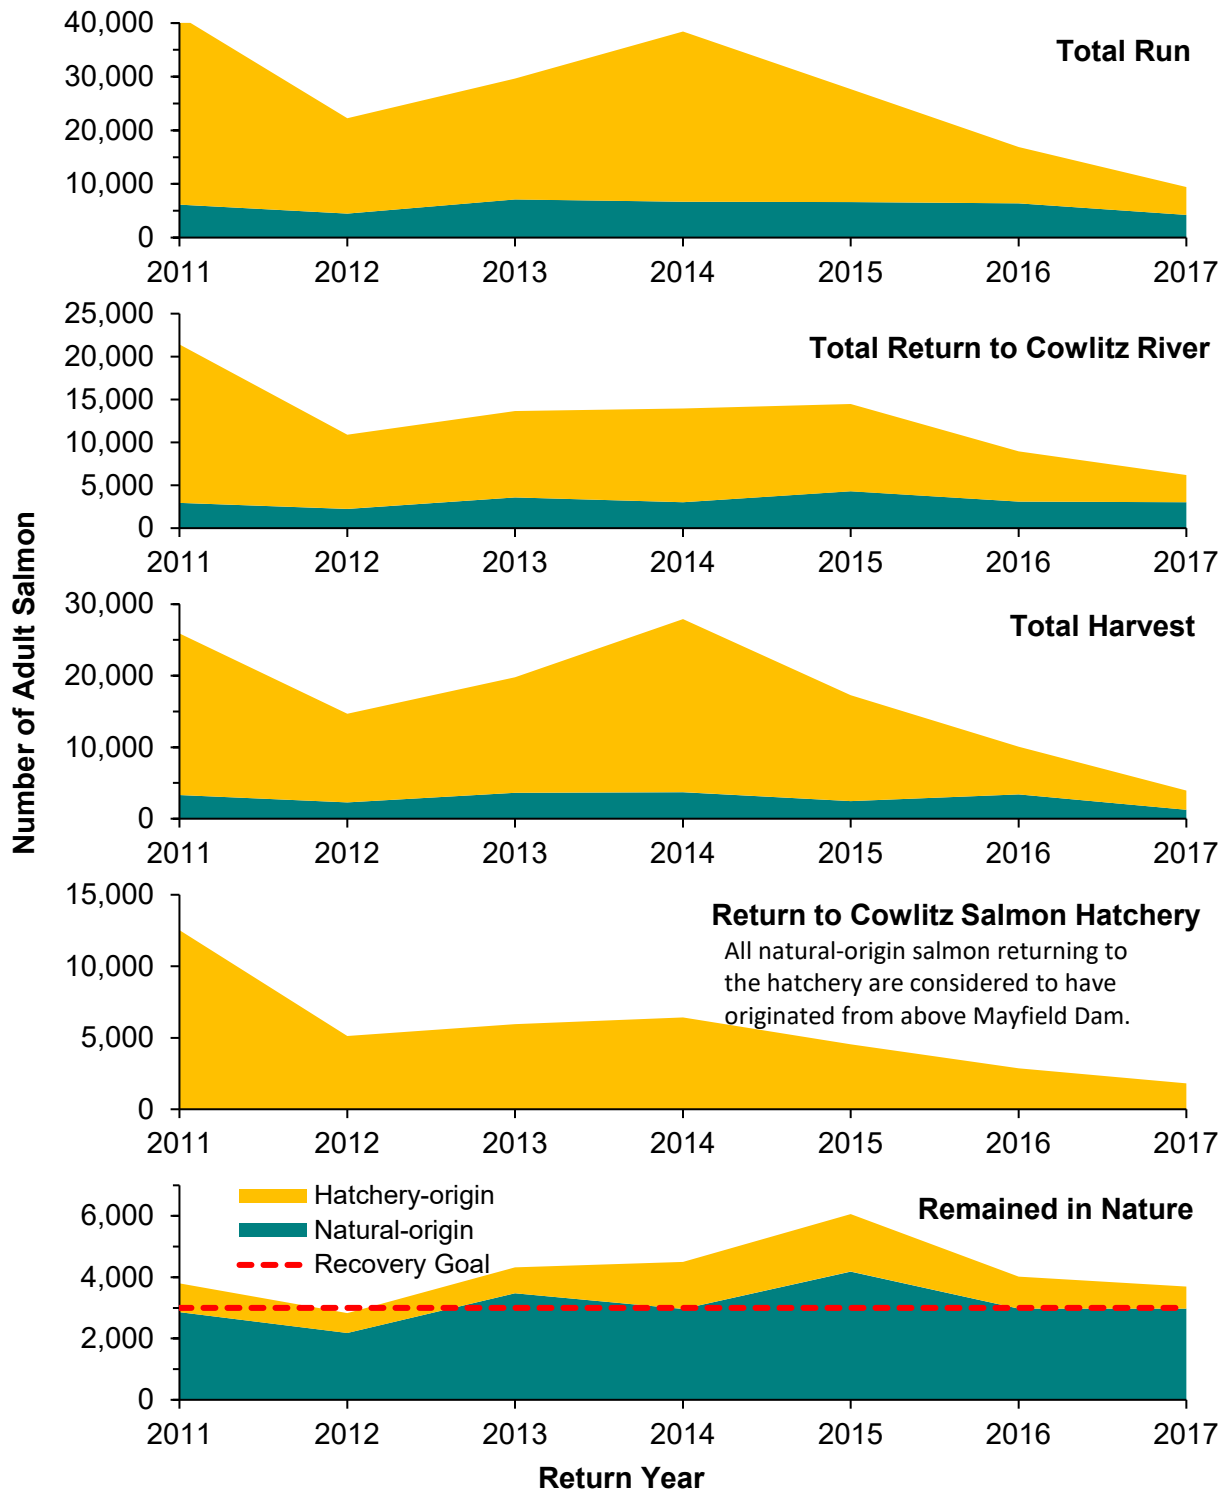 Number of Adult Salmon
40,000
30,000
20,000
10,000
0
Total Run
2011 2012 2013 2014 2015 2016 2017
25,000
20,000
15,000
10,000
5,000
0
Total Return to Cowlitz River
2011 2012 2013 2014 2015 2016 2017
30,000
20,000
10,000
0
Total Harvest
2011 2012 2013 2014 2015 2016 2017
15,000
10,000
5,000
0
Return to Cowlitz Salmon Hatchery
All natural-origin salmon returning to
the hatchery are considered to have
originated from above Mayfield Dam.
2011 2012 2013 2014 2015 2016 2017
6,000
4,000
2,000
0
Hatchery-origin
Natural-origin
Recovery Goal
Remained in Nature
2011 2012 2013 2014 2015 2016 2017
Return Year